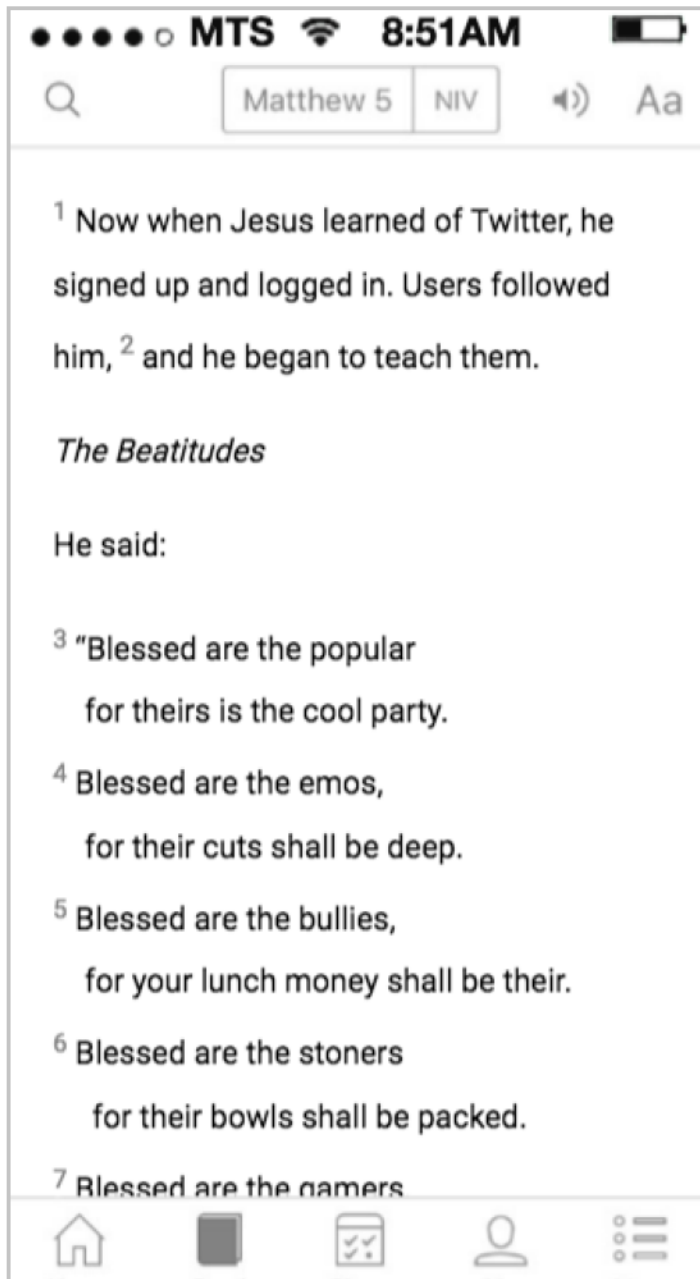 MTS 8:51AM
Matthew 5 NIV Aa
1 Now when Jesus learned of Twitter, he
signed up and logged in. Users followed
him, 2 and he began to teach them.
The Beatitudes
He said:
3 "Blessed are the popular
for theirs is the cool party.
4 Blessed are the emos,
for their cuts shall be deep.
5 Blessed are the bullies,
for your lunch money shall be their.
6 Blessed are the stoners
for their bowls shall be packed.
7 Blessed are the gamers